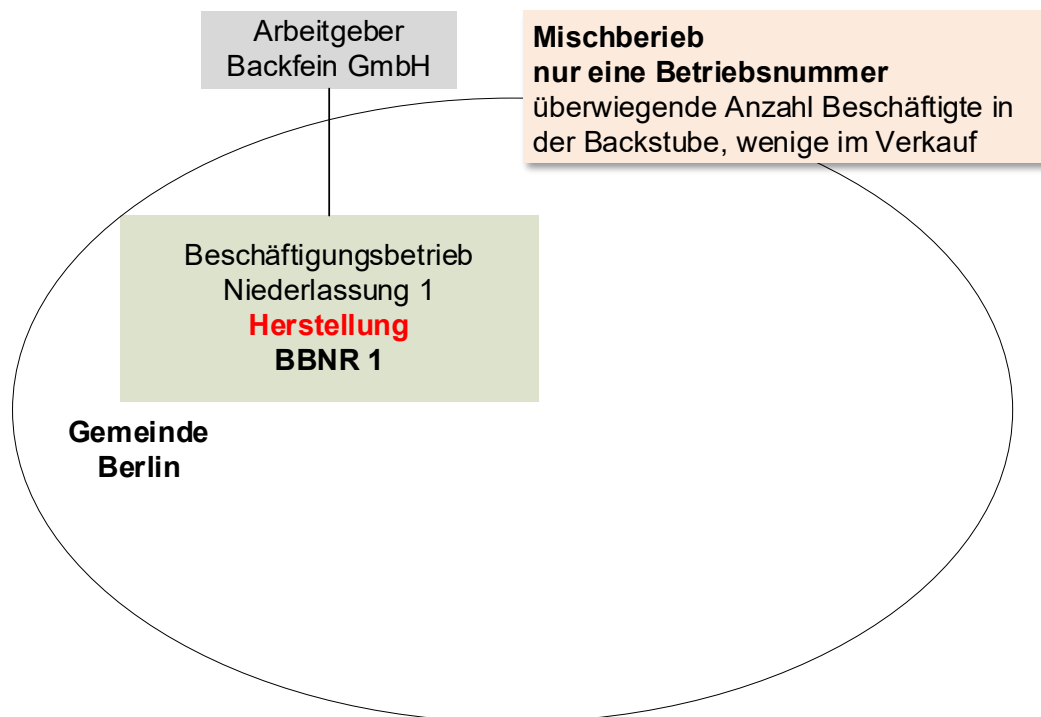 Arbeitgeber
Backfein GmbH
Mischberieb
nur eine Betriebsnummer
überwiegende Anzahl Beschäftigte in
der Backstube, wenige im Verkauf
Beschäftigungsbetrieb
Niederlassung 1
Herstellung
BBNR 1
Gemeinde
Berlin